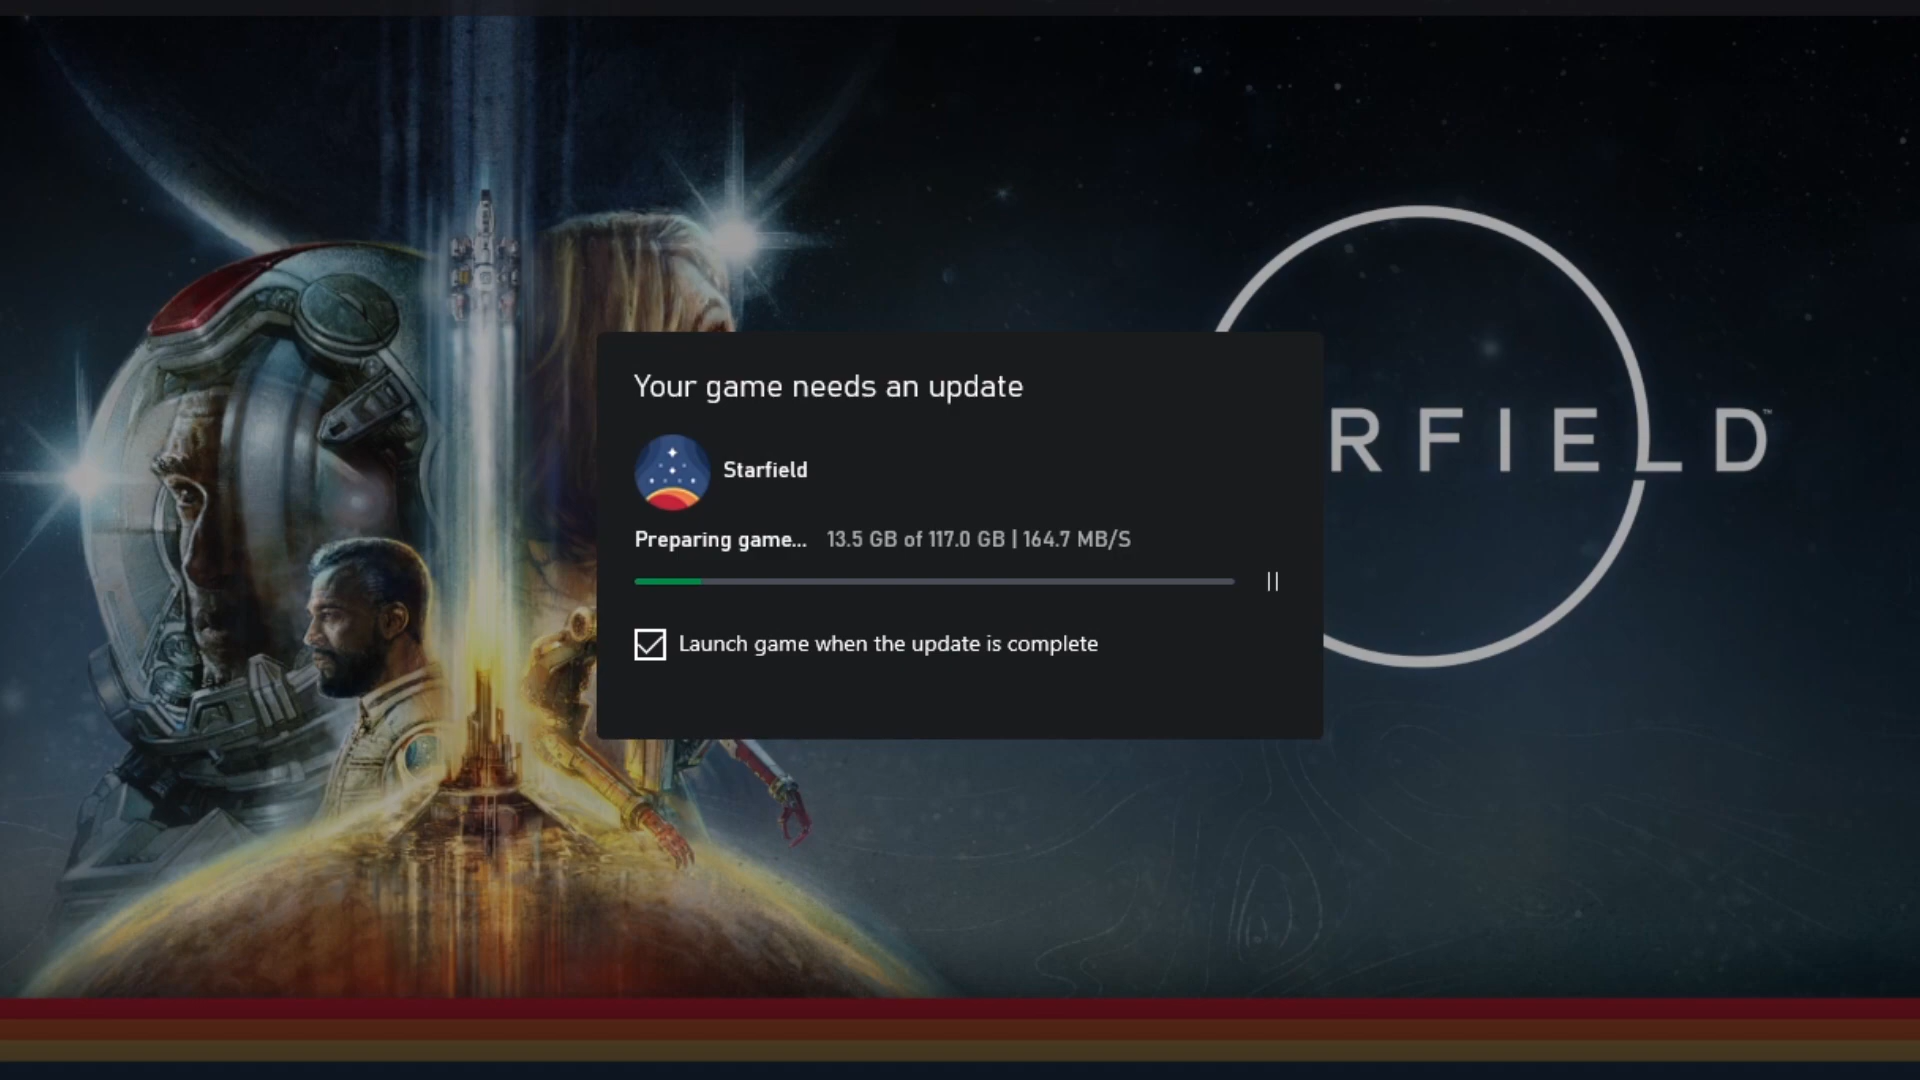 Your game needs an update
Starfield
RFIELD™
Preparing game... 13.5 GB of 117.0 GB | 164.7 MB/S
Launch game when the update is complete